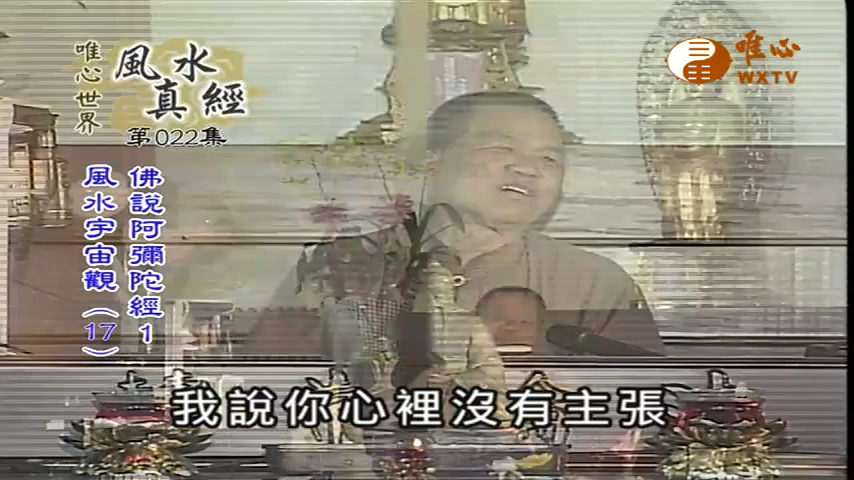 唯心世界
風水
真經
第022集
佛說阿彌陀經1
風水宇宙觀（17）
唯心
WXTV
我說你心裡沒有主張